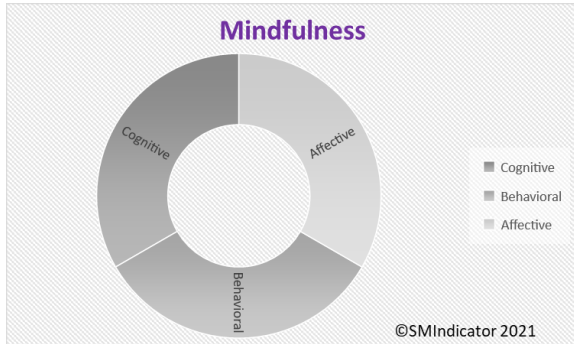 Mindfulness
Cognitive
Affective
Behavioral
Cognitive
Behavioral
Affective
©SMIndicator 2021